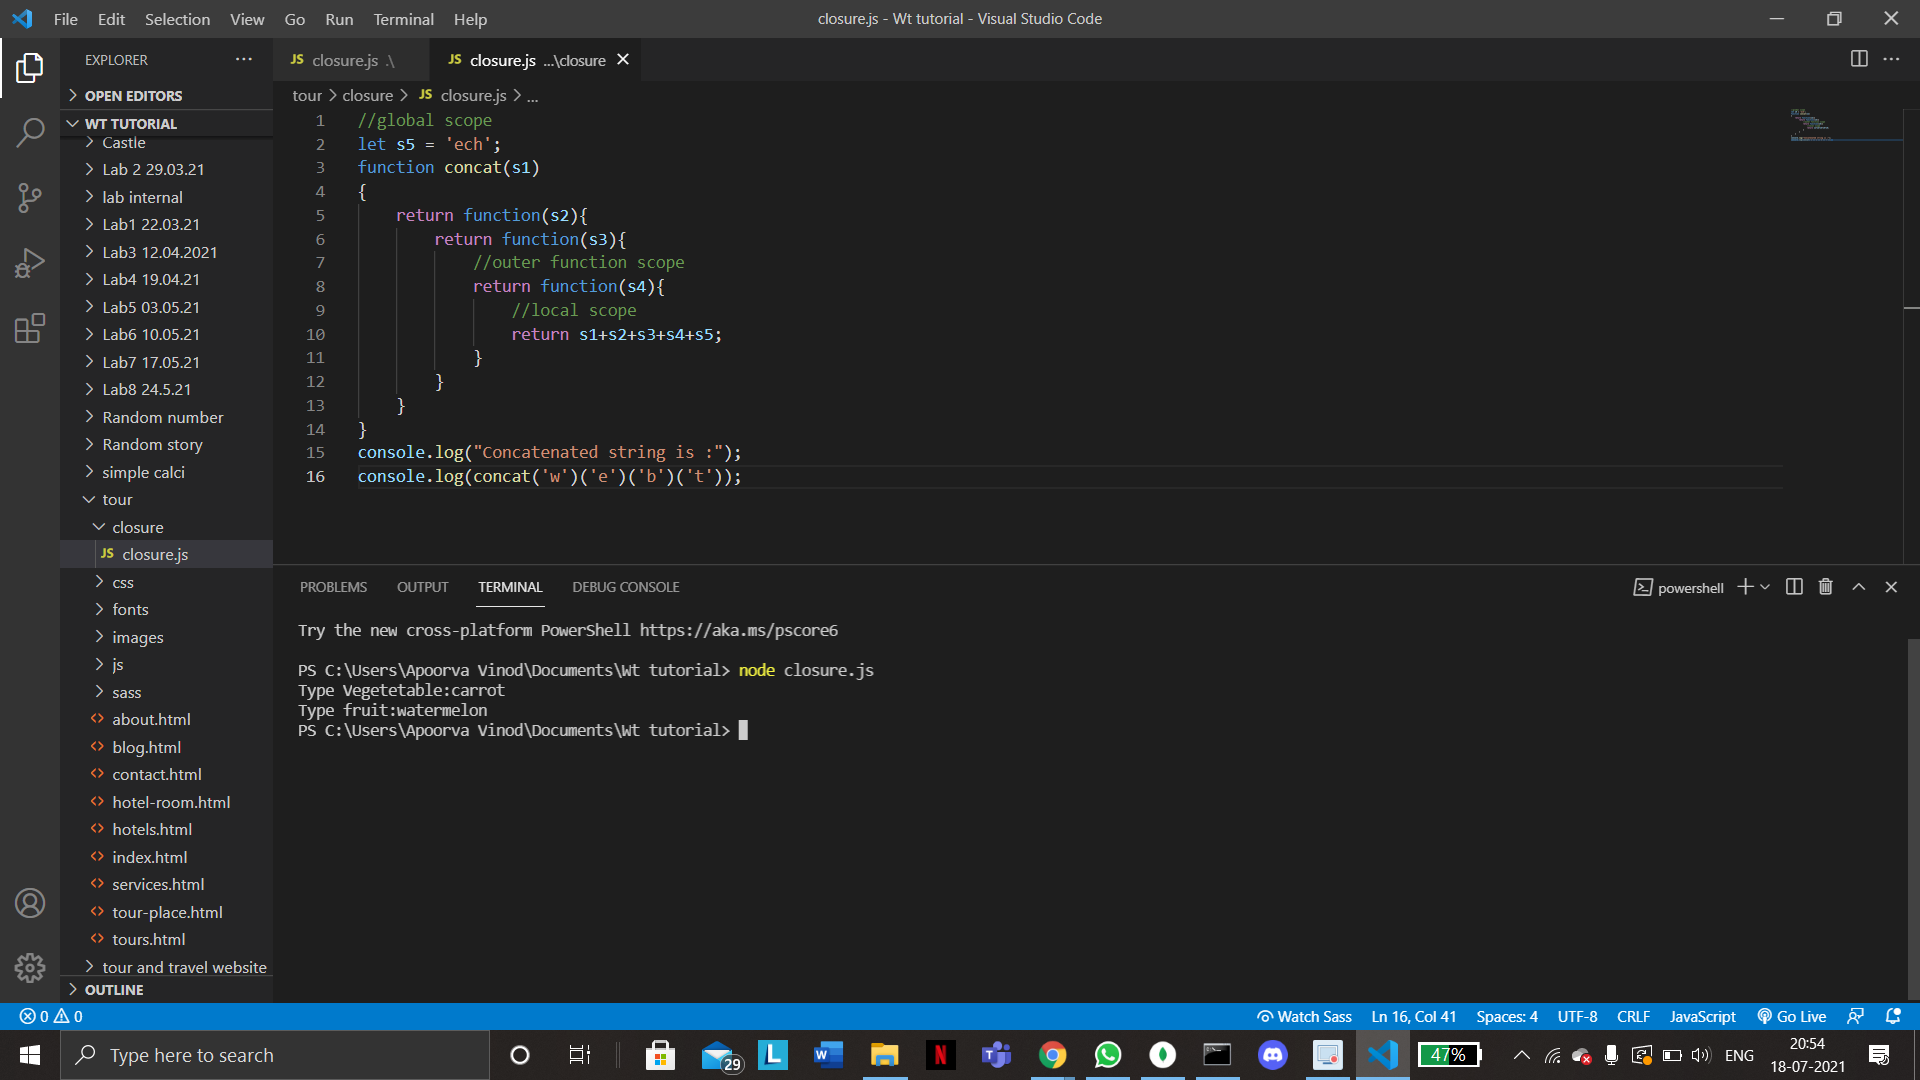 File Edit Selection View Go Run Terminal Help
closure.js - Wt tutorial - Visual Studio Code
EXPLORER
OPEN EDITORS
WT TUTORIAL
Castle
Lab 2 29.03.21
lab internal
Lab1 22.03.21
Lab3 12.04.2021
Lab4 19.04.21
Lab5 03.05.21
Lab6 10.05.21
Lab7 17.05.21
Lab8 24.5.21
Random number
Random story
simple calci
tour
closure
JS closure.js
css
fonts
images
js
sass
about.html
blog.html
contact.html
hotel-room.html
hotels.html
index.html
services.html
tour-place.html
tours.html
tour and travel website
OUTLINE
JS closure.js .\
JS closure.js ...\closure
tour > closure > JS closure.js > ...
1 //global scope
2 let s5 = 'ech';
3 function concat(s1)
4 {
5 return function(s2){
6 return function(s3){
7 //outer function scope
8 return function(s4){
9 //local scope
10 return s1+s2+s3+s4+s5;
11 }
12 }
13 }
14 }
15 console.log("Concatenated string is :");
16 console.log(concat('w')('e')('b')('t'));
PROBLEMS OUTPUT TERMINAL DEBUG CONSOLE
powershell
Try the new cross-platform PowerShell https://aka.ms/pscore6
PS C:\Users\Apoorva Vinod\Documents\Wt tutorial> node closure.js
Type Vegetetable:carrot
Type fruit:watermelon
PS C:\Users\Apoorva Vinod\Documents\Wt tutorial>
0 0
Watch Sass Ln 16, Col 41 Spaces: 4 UTF-8 CRLF JavaScript Go Live
Type here to search
29
L
W
N
T
47%
ENG
20:54
18-07-2021